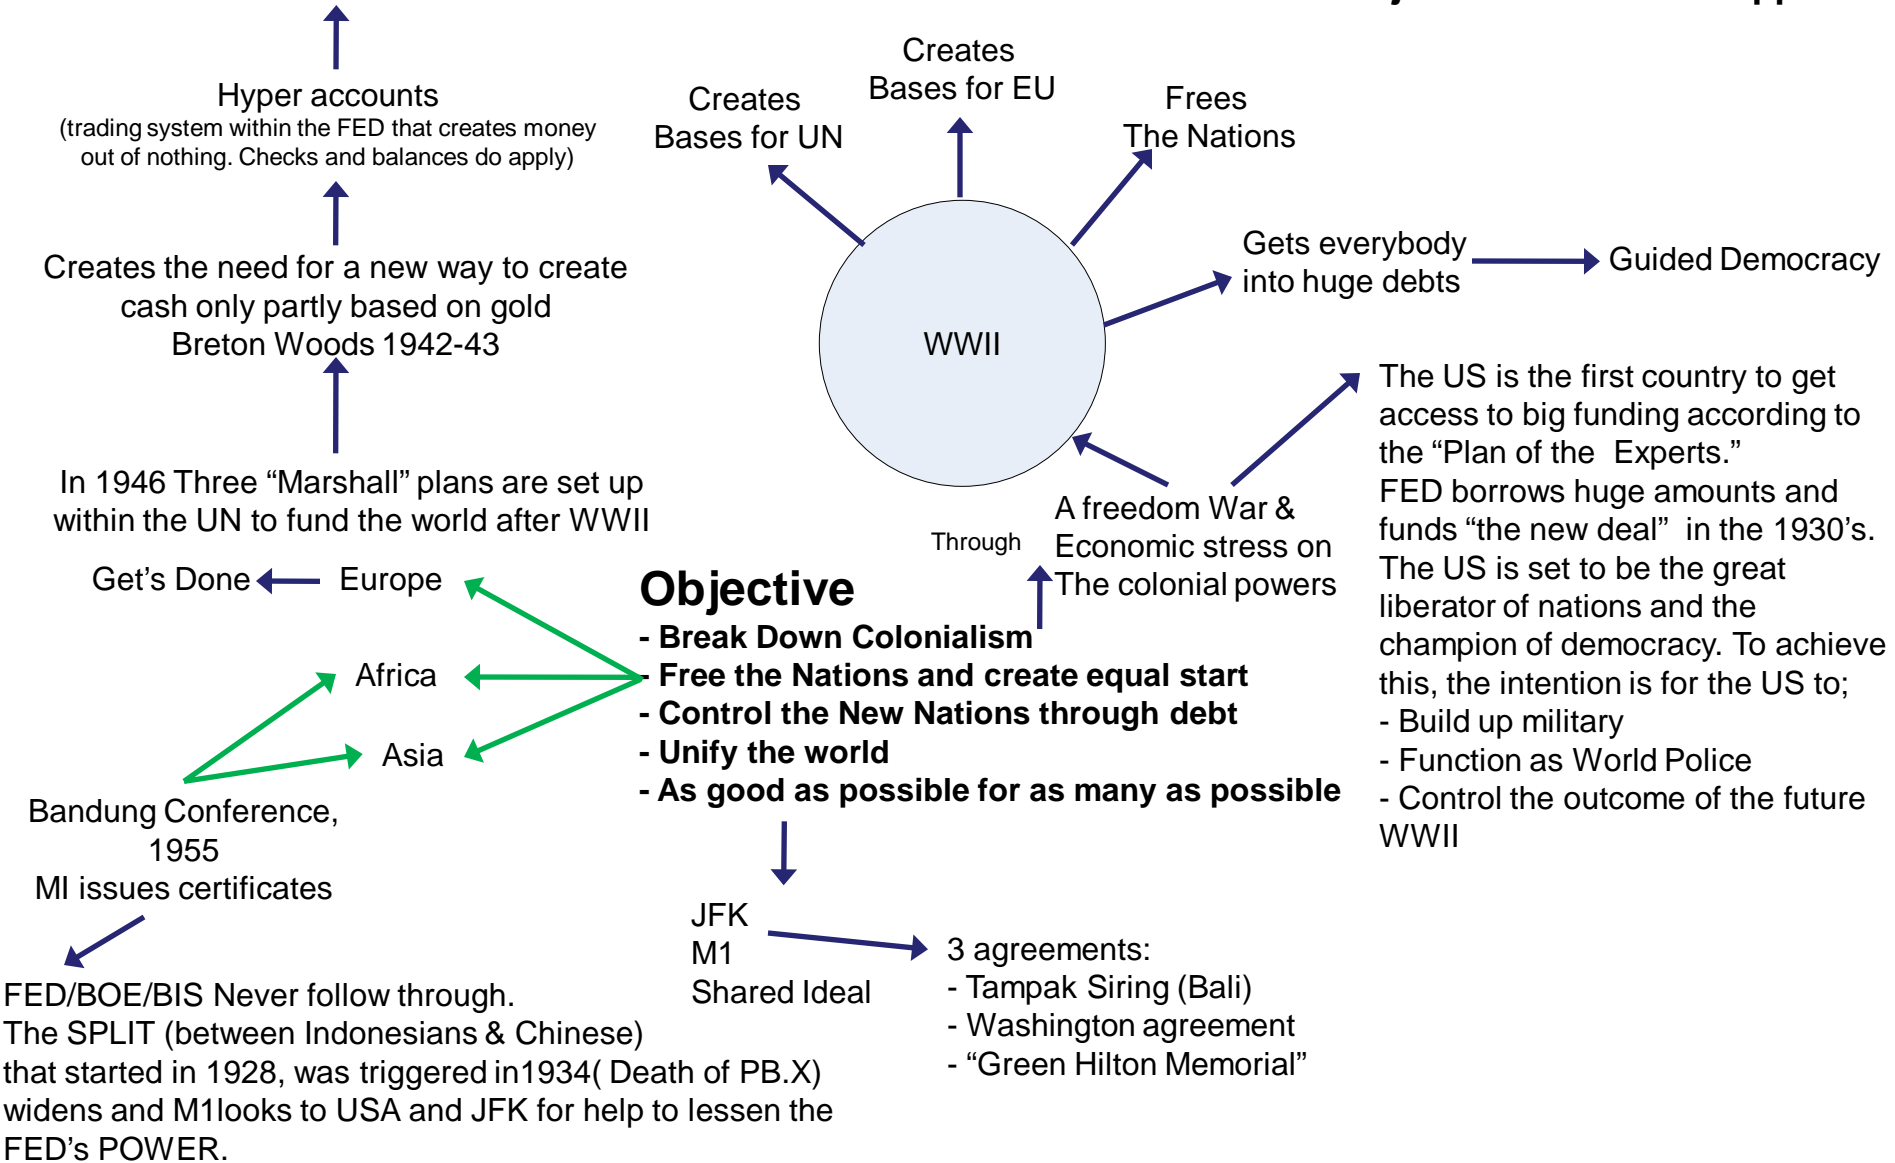 Hyper accounts
(trading system within the FED that creates money
out of nothing. Checks and balances do apply)
Creates the need for a new way to create
cash only partly based on gold
Breton Woods 1942-43
In 1946 Three “Marshall” plans are set up
within the UN to fund the world after WWII
Get's Done
Europe
Africa
Asia
Bandung Conference,
1955
MI issues certificates
FED/BOE/BIS Never follow through.
The SPLIT (between Indonesians & Chinese)
that started in 1928, was triggered in1934( Death of PB.X)
widens and M1looks to USA and JFK for help to lessen the
FED’s POWER.
Creates
Bases for UN
Creates
Bases for EU
Frees
The Nations
WWII
Gets everybody
into huge debts
Guided Democracy
Through
A freedom War &
Economic stress on
The colonial powers
Objective
- Break Down Colonialism
- Free the Nations and create equal start
- Control the New Nations through debt
- Unify the world
- As good as possible for as many as possible
JFK
M1
Shared Ideal
3 agreements:
- Tampak Siring (Bali)
- Washington agreement
- “Green Hilton Memorial”
The US is the first country to get
access to big funding according to
the “Plan of the Experts.”
FED borrows huge amounts and
funds “the new deal” in the 1930’s.
The US is set to be the great
liberator of nations and the
champion of democracy. To achieve
this, the intention is for the US to;
- Build up military
- Function as World Police
- Control the outcome of the future
WWII